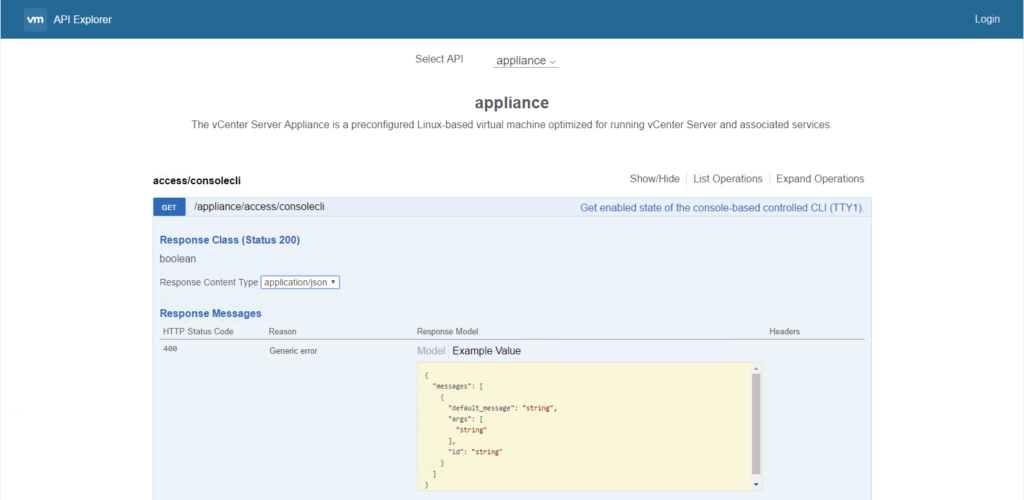 vm API Explorer Login
Select API appliance
appliance
The vCenter Server Appliance is a preconfigured Linux-based virtual machine optimized for running vCenter Server and associated services.
access/consolecli Show/Hide List Operations Expand Operations
GET /appliance/access/consolecli Get enabled state of the console-based controlled CLI (TTY1).
Response Class (Status 200)
boolean
Response Content Type application/json
Response Messages
HTTP Status Code Reason Response Model Headers
400 Generic error Model Example Value
{
"messages": [
{
"default_message": "string",
"args": [
"string"
],
"id": "string"
}
]
}